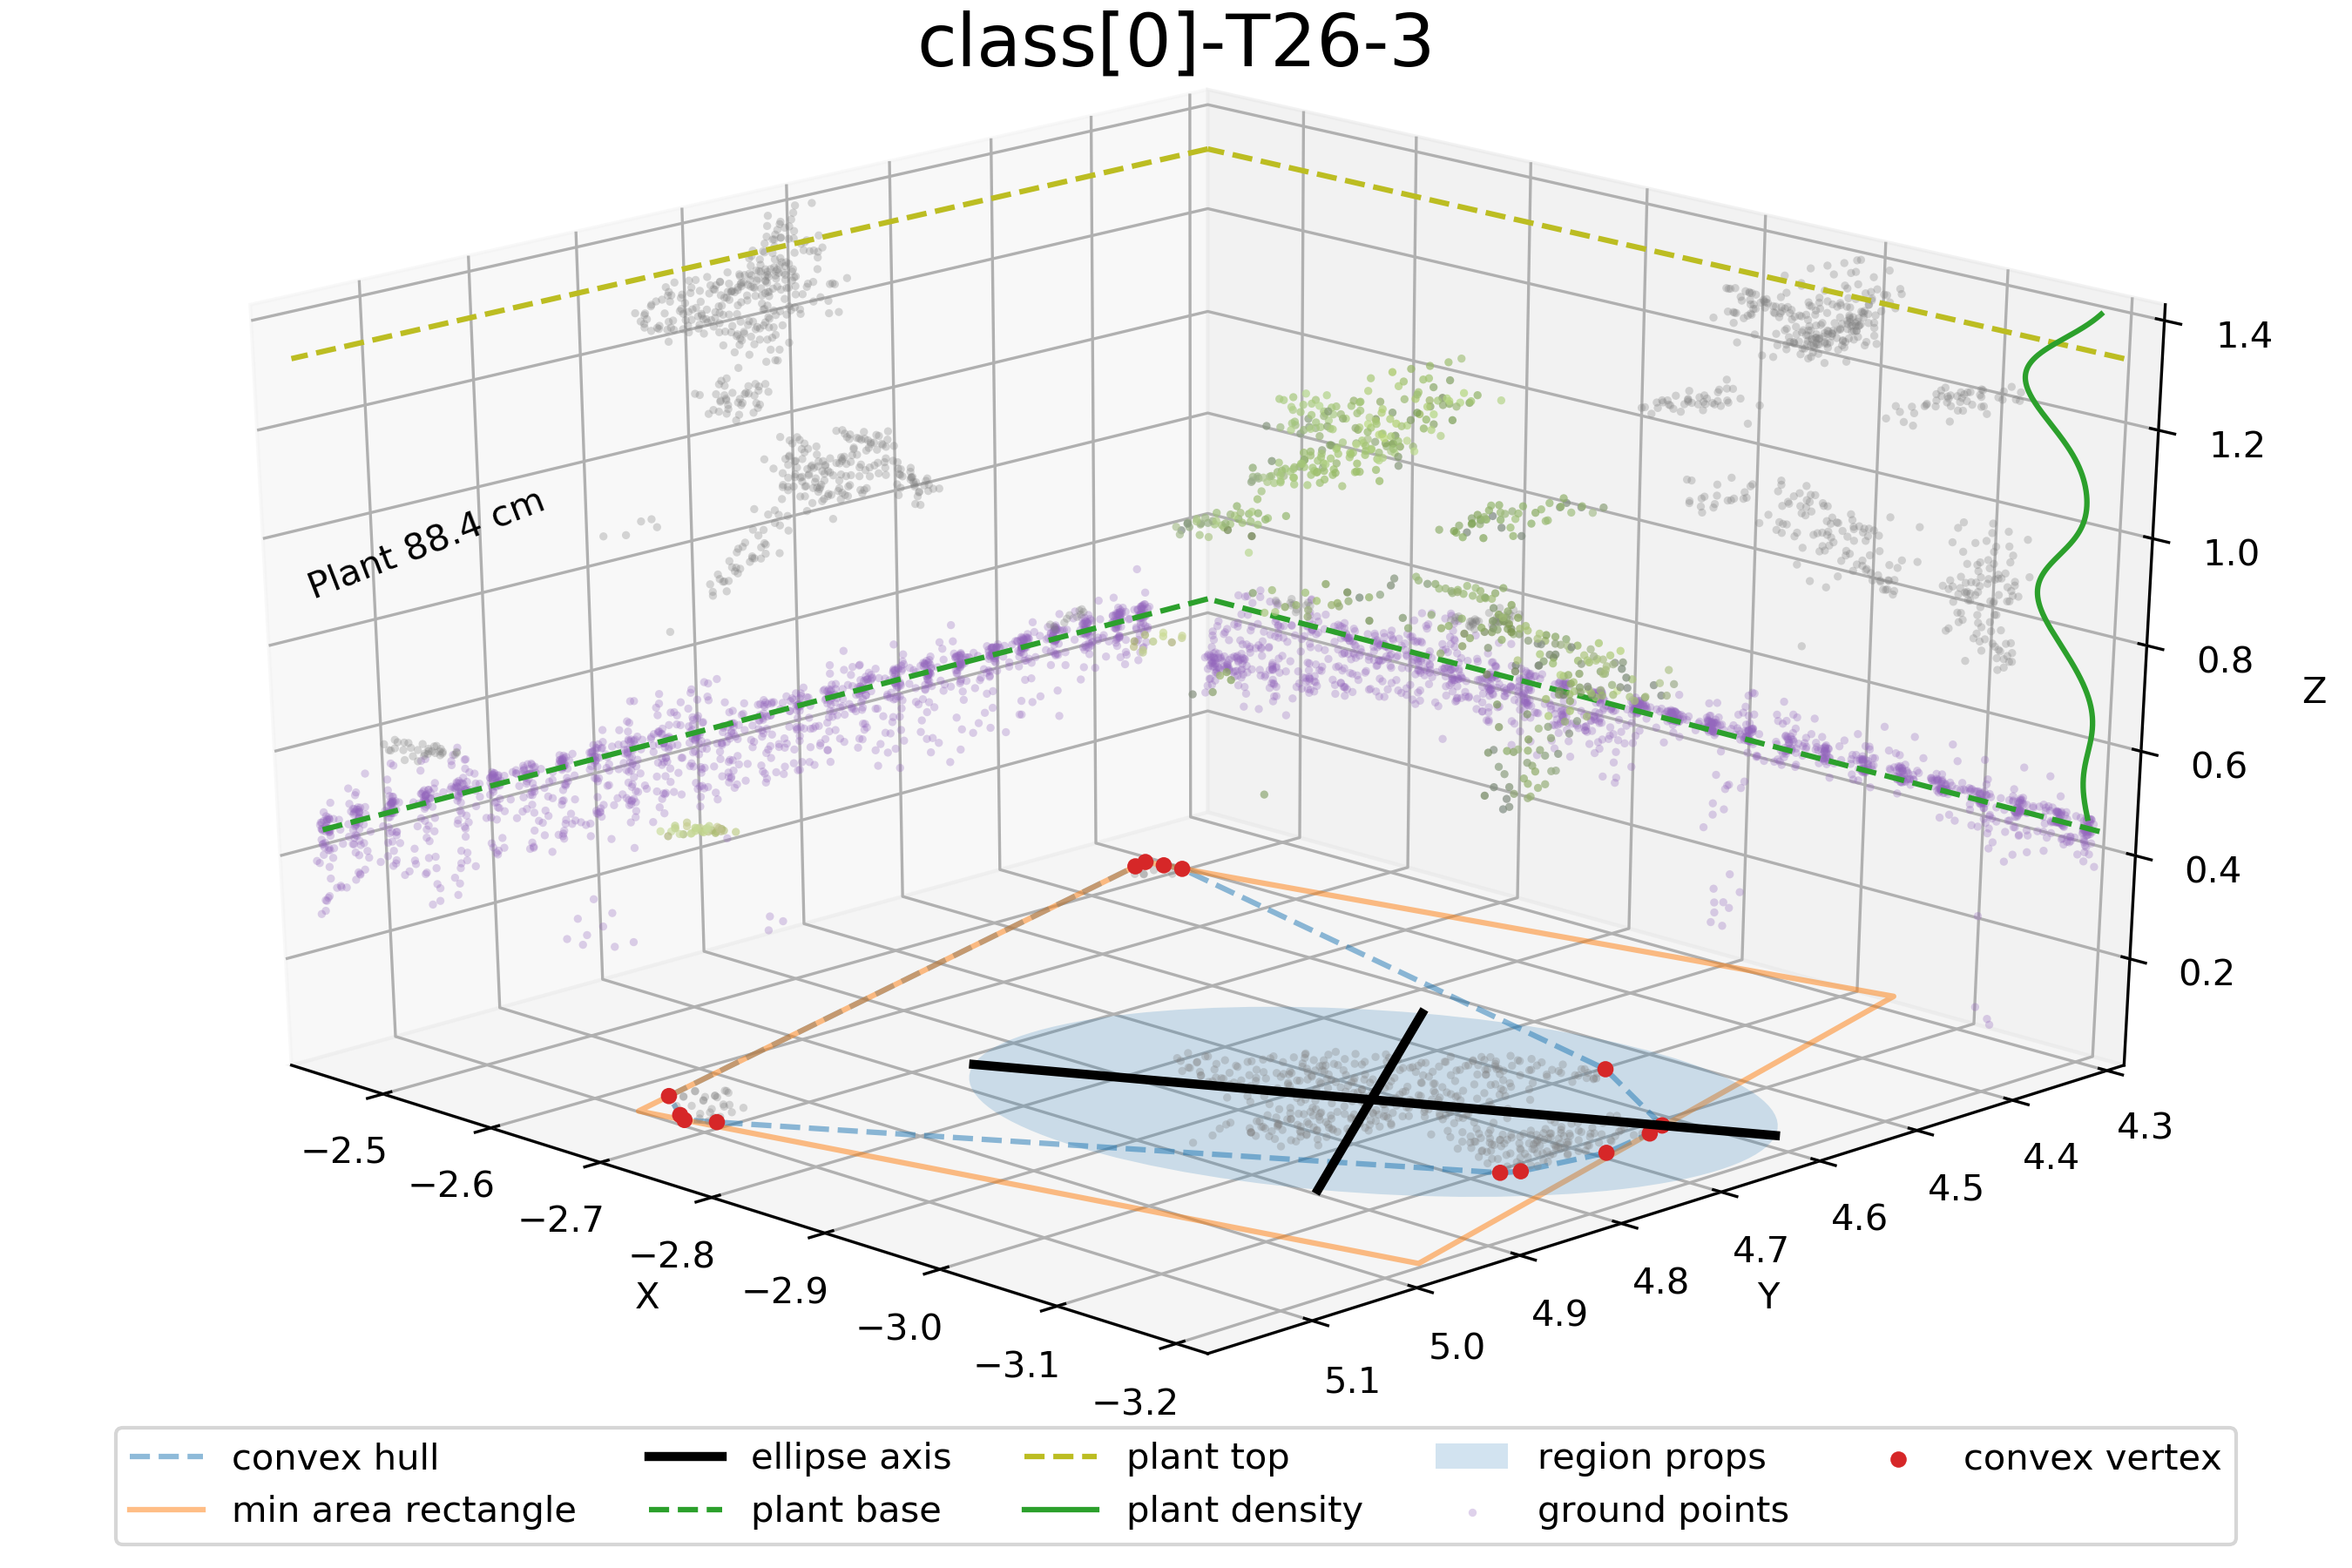 class[0]-T26-3
Plant 88.4 cm
1.4
1.2
1.0
0.8
Z
0.6
0.4
0.2
−2.5
−2.6
−2.7
−2.8
−2.9
−3.0
−3.1
−3.2
X
4.3
4.4
4.5
4.6
4.7
4.8
4.9
5.0
5.1
Y
convex hull
min area rectangle
ellipse axis
plant base
plant top
plant density
region props
ground points
convex vertex